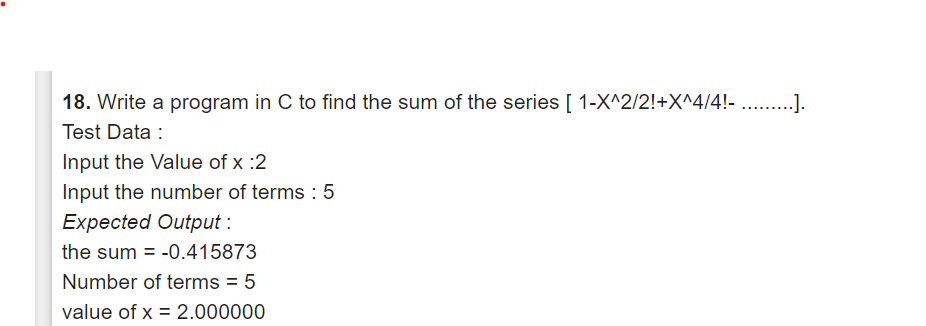 18. Write a program in C to find the sum of the series [ 1-X^2/2!+X^4/4!- .........].
Test Data :
Input the Value of x :2
Input the number of terms : 5
Expected Output :
the sum = -0.415873
Number of terms = 5
value of x = 2.000000